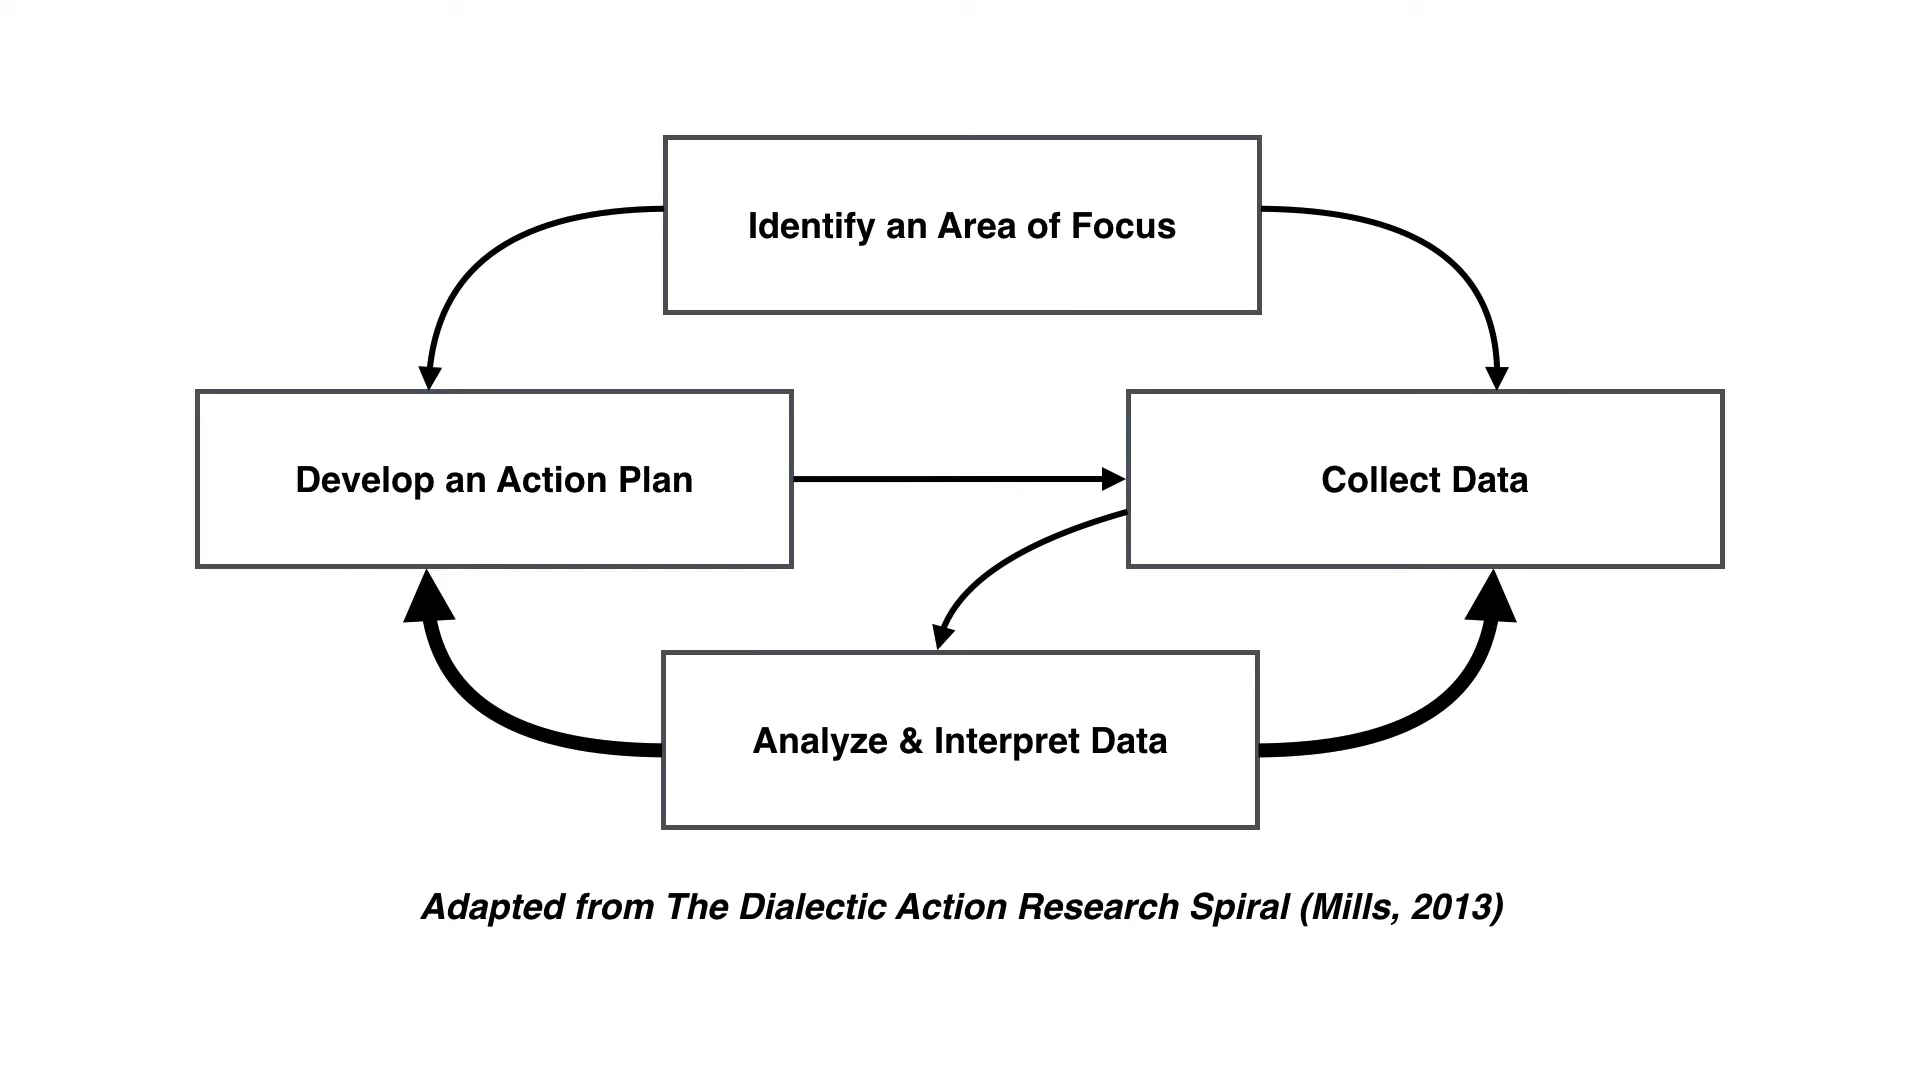 Identify an Area of Focus
Develop an Action Plan
Collect Data
Analyze & Interpret Data
Adapted from The Dialectic Action Research Spiral (Mills, 2013)